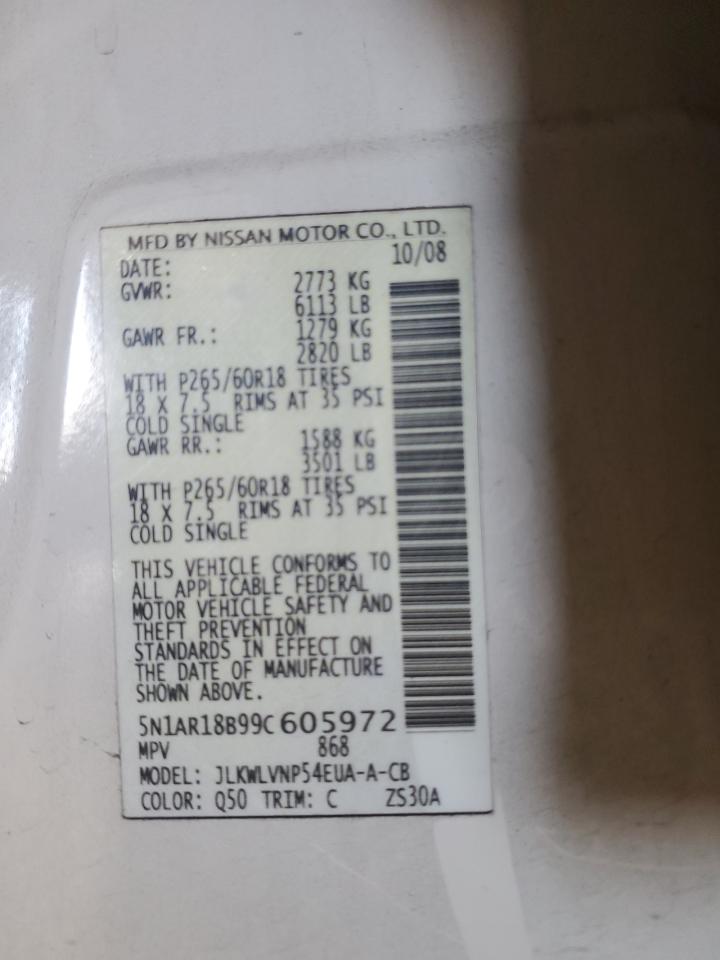 MFD BY NISSAN MOTOR CO., LTD.
DATE: 10/08
GVWR: 2773 KG
6113 LB
GAWR FR.: 1279 KG
2820 LB
WITH P265/60R18 TIRES
18 X 7.5 RIMS AT 35 PSI
COLD SINGLE
GAWR RR.: 1588 KG
3501 LB
WITH P265/60R18 TIRES
18 X 7.5 RIMS AT 35 PSI
COLD SINGLE
THIS VEHICLE CONFORMS TO
ALL APPLICABLE FEDERAL
MOTOR VEHICLE SAFETY AND
THEFT PREVENTION
STANDARDS IN EFFECT ON
THE DATE OF MANUFACTURE
SHOWN ABOVE.
5N1AR18B99C605972
MPV 868
MODEL: JLKWLVNP54EUA-A-CB
COLOR: Q50 TRIM: C ZS30A